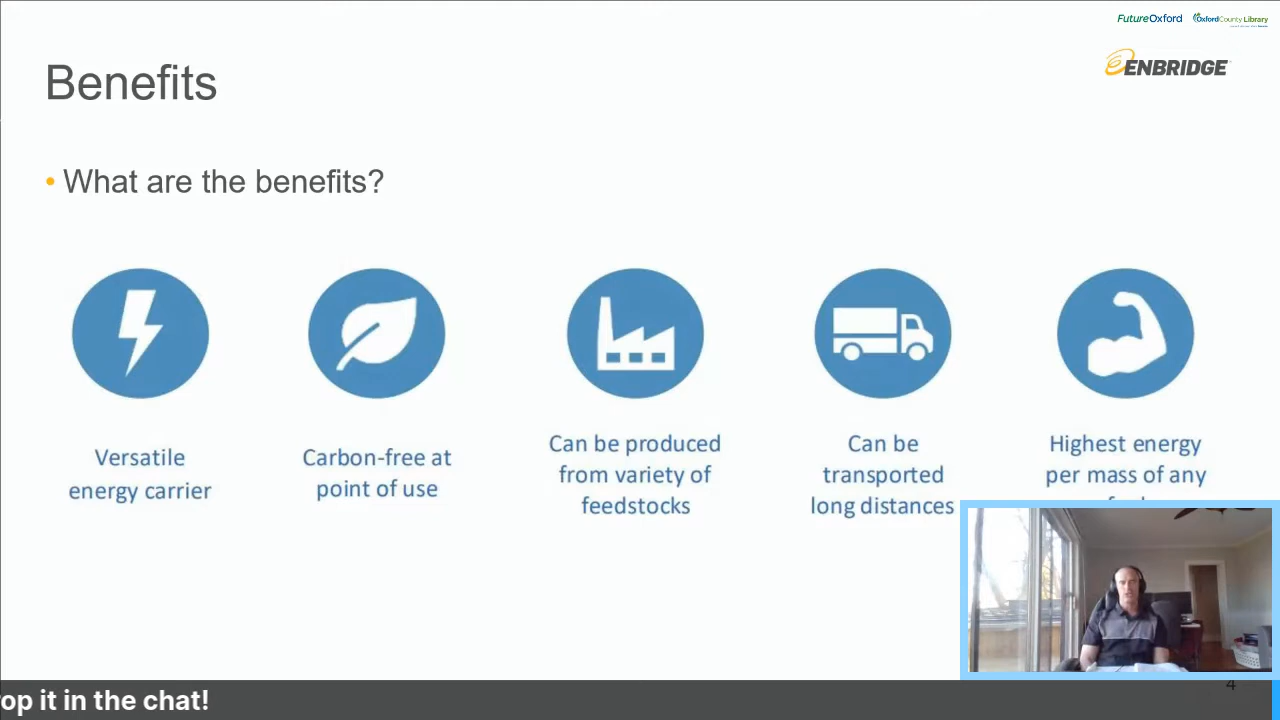 FutureOxford
OxfordCounty Library
ENBRIDGE
Benefits
• What are the benefits?
Versatile
energy carrier
Carbon-free at
point of use
Can be produced
from variety of
feedstocks
Can be
transported
long distances
Highest energy
per mass of any
4
op it in the chat!